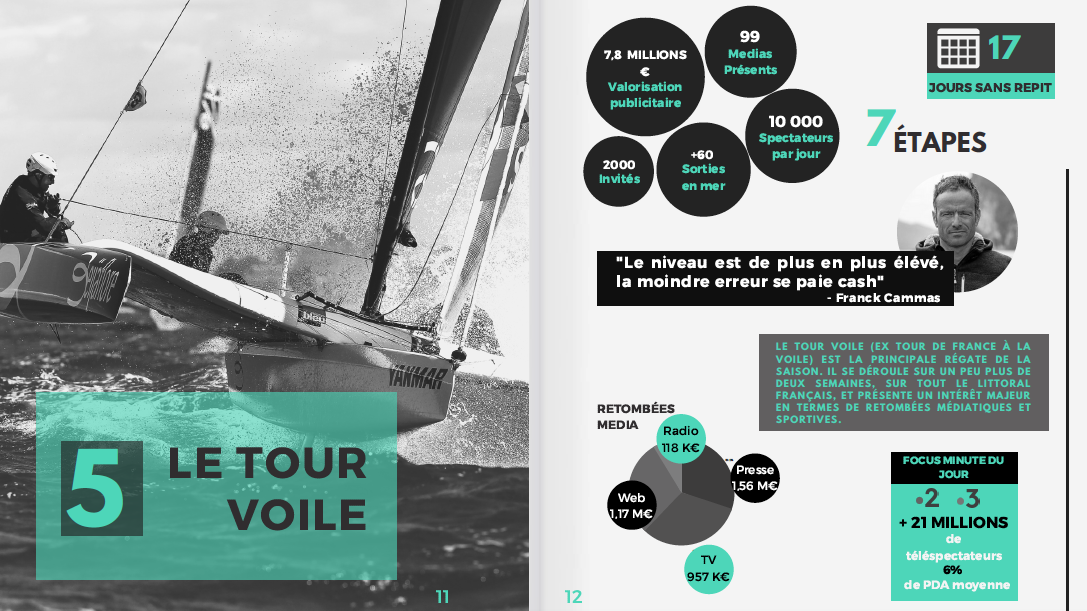 YANMAR
5
LE TOUR
VOILE
11
7,8 MILLIONS
€
Valorisation
publicitaire
99
Medias
Présents
10 000
Spectateurs
par jour
2000
Invités
+60
Sorties
en mer
17
JOURS SANS REPIT
7 ÉTAPES
"Le niveau est de plus en plus élévé,
la moindre erreur se paie cash"
- Franck Cammas
LE TOUR VOILE (EX TOUR DE FRANCE À LA
VOILE) EST LA PRINCIPALE RÉGATE DE LA
SAISON. IL SE DÉROULE SUR UN PEU PLUS DE
DEUX SEMAINES, SUR TOUT LE LITTORAL
FRANÇAIS, ET PRÉSENTE UN INTÉRÊT MAJEUR
EN TERMES DE RETOMBÉES MÉDIATIQUES ET
SPORTIVES.
RETOMBÉES
MEDIA
Radio
118 K€
Presse
1,56 M€
Web
1,17 M€
TV
957 K€
FOCUS MINUTE DU
JOUR
•2 •3
+ 21 MILLIONS
de
téléspectateurs
6%
de PDA moyenne
12